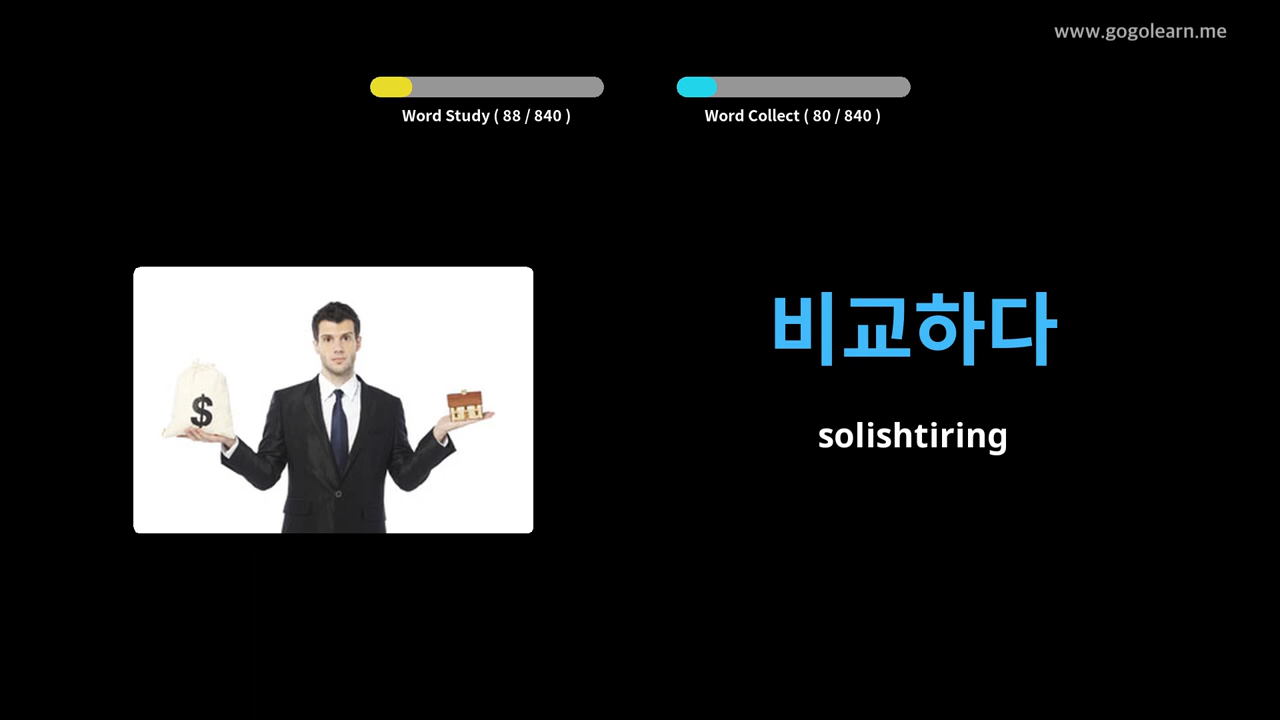 www.gogolearn.me
Word Study ( 88 / 840 )
Word Collect ( 80 / 840 )
비교하다
solishtiring
$